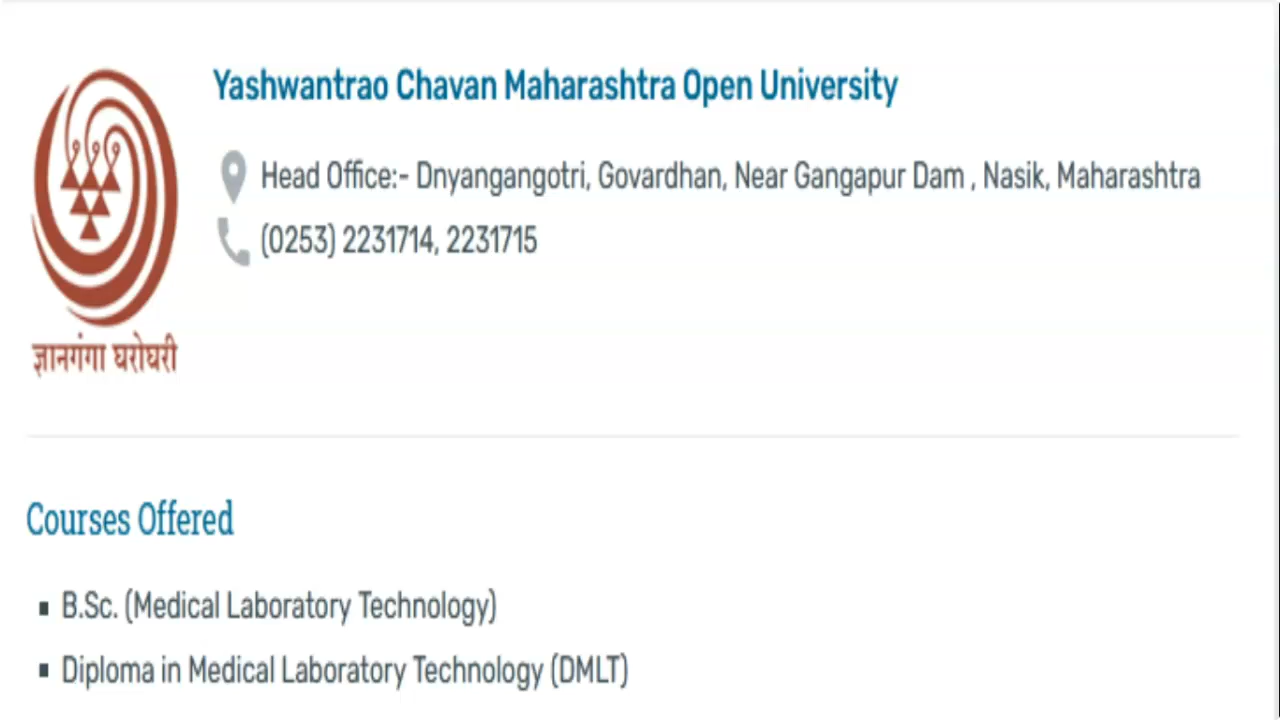 Yashwantrao Chavan Maharashtra Open University
Head Office:- Dnyangangotri, Govardhan, Near Gangapur Dam , Nasik, Maharashtra
(0253) 2231714, 2231715
ज्ञानगंगा घरोघरी
Courses Offered
▪ B.Sc. (Medical Laboratory Technology)
▪ Diploma in Medical Laboratory Technology (DMLT)